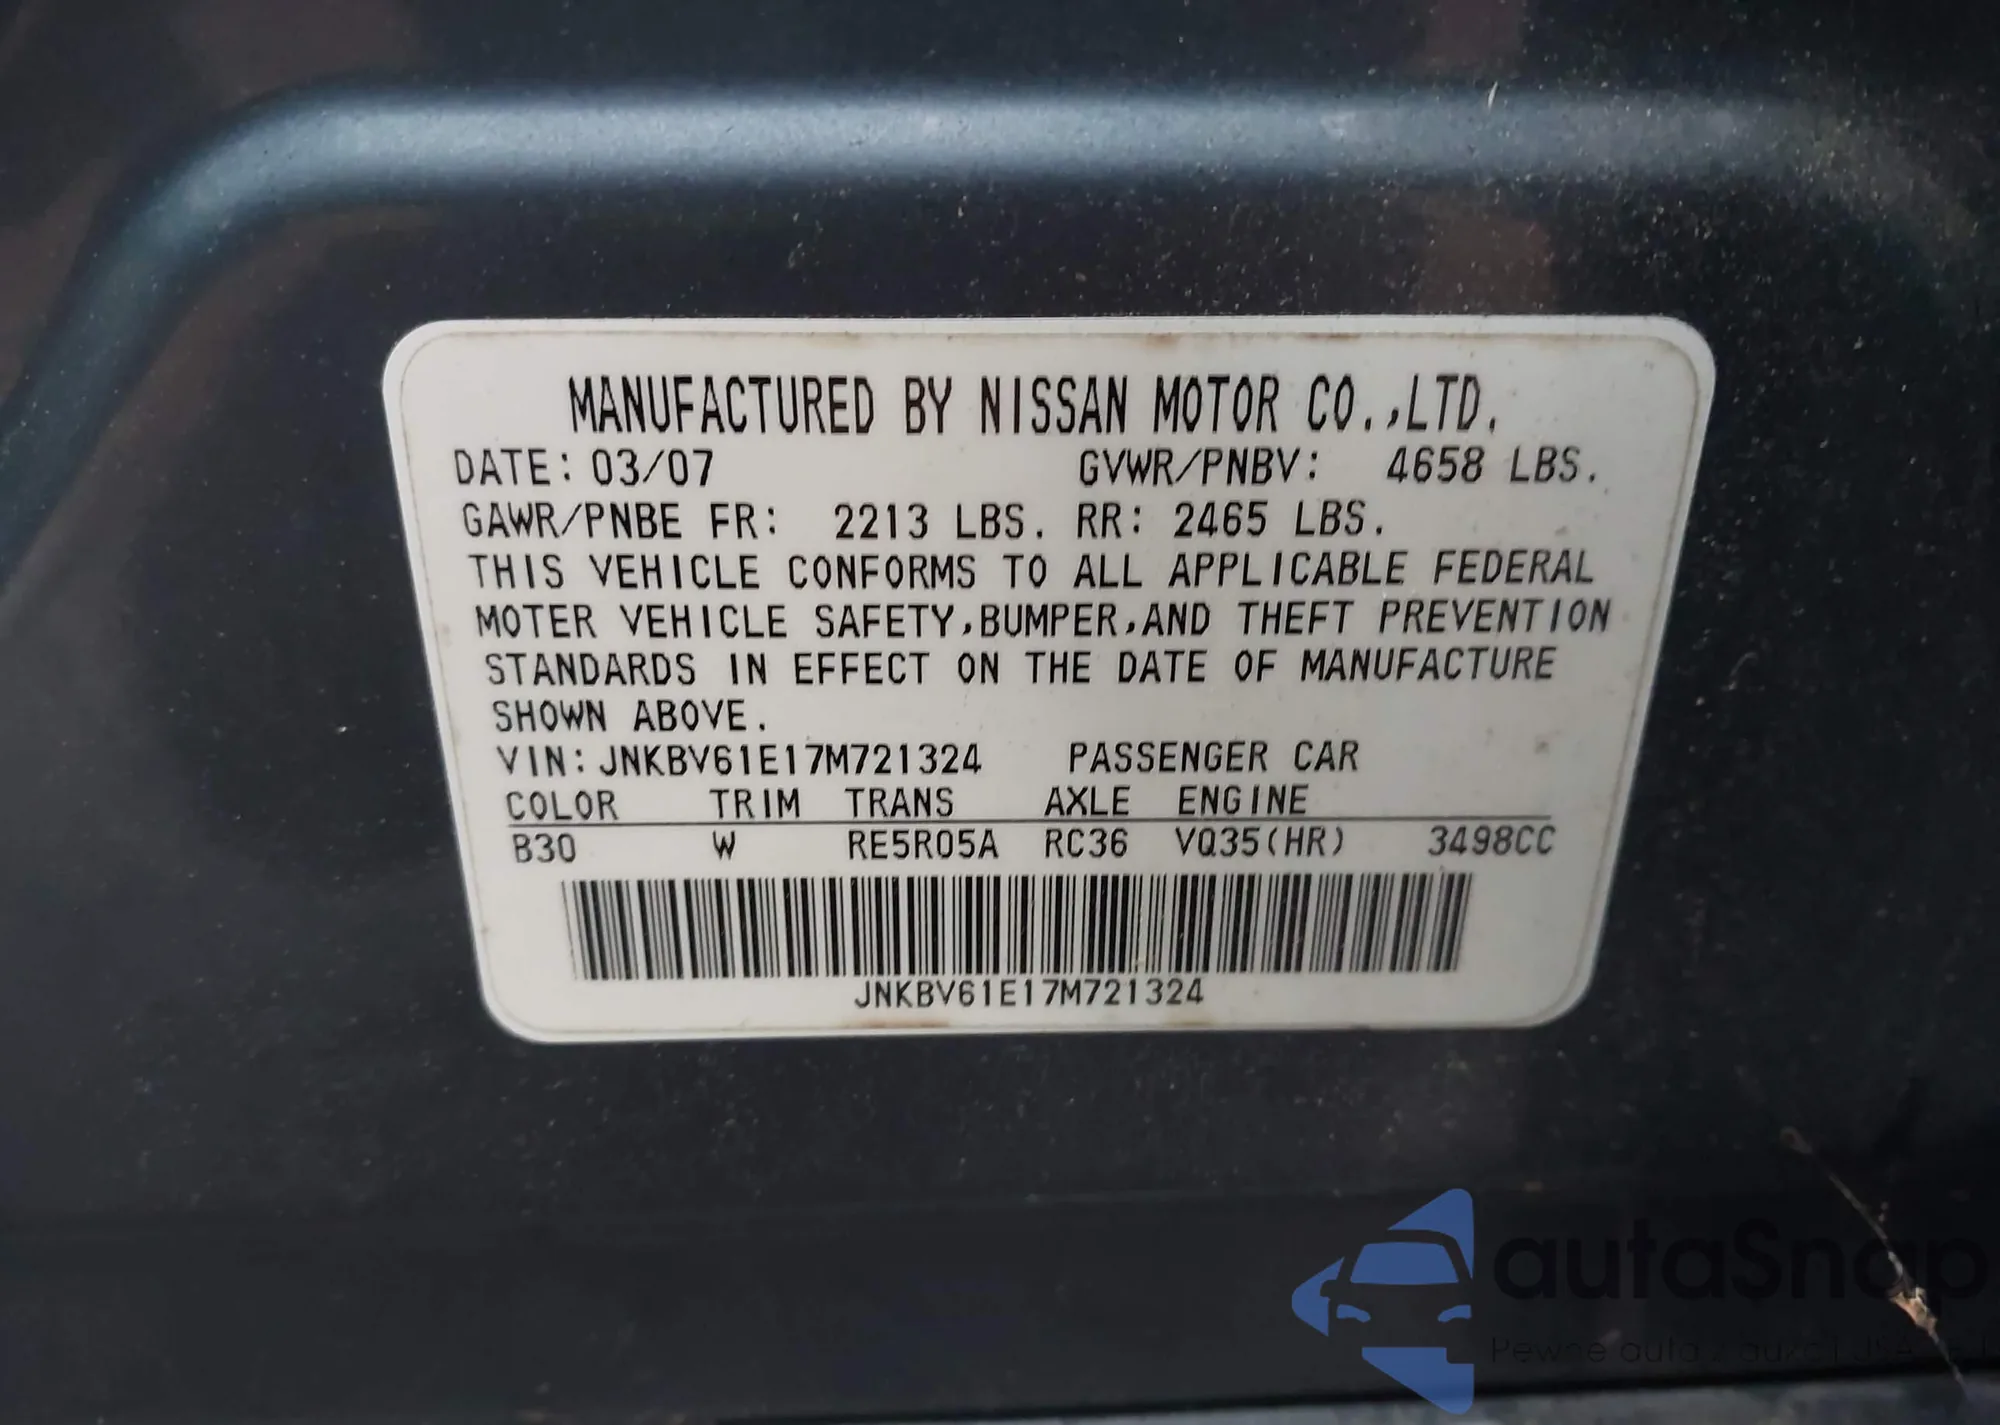 MANUFACTURED BY NISSAN MOTOR CO.,LTD.
DATE: 03/07 GVWR/PNBV: 4658 LBS.
GAWR/PNBE FR: 2213 LBS. RR: 2465 LBS.
THIS VEHICLE CONFORMS TO ALL APPLICABLE FEDERAL
MOTER VEHICLE SAFETY,BUMPER,AND THEFT PREVENTION
STANDARDS IN EFFECT ON THE DATE OF MANUFACTURE
SHOWN ABOVE.
VIN:JNKBV61E17M721324 PASSENGER CAR
COLOR TRIM TRANS AXLE ENGINE
B30 W RE5R05A RC36 VQ35(HR) 3498CC
JNKBV61E17M721324
autaSnap
Pewne auta z